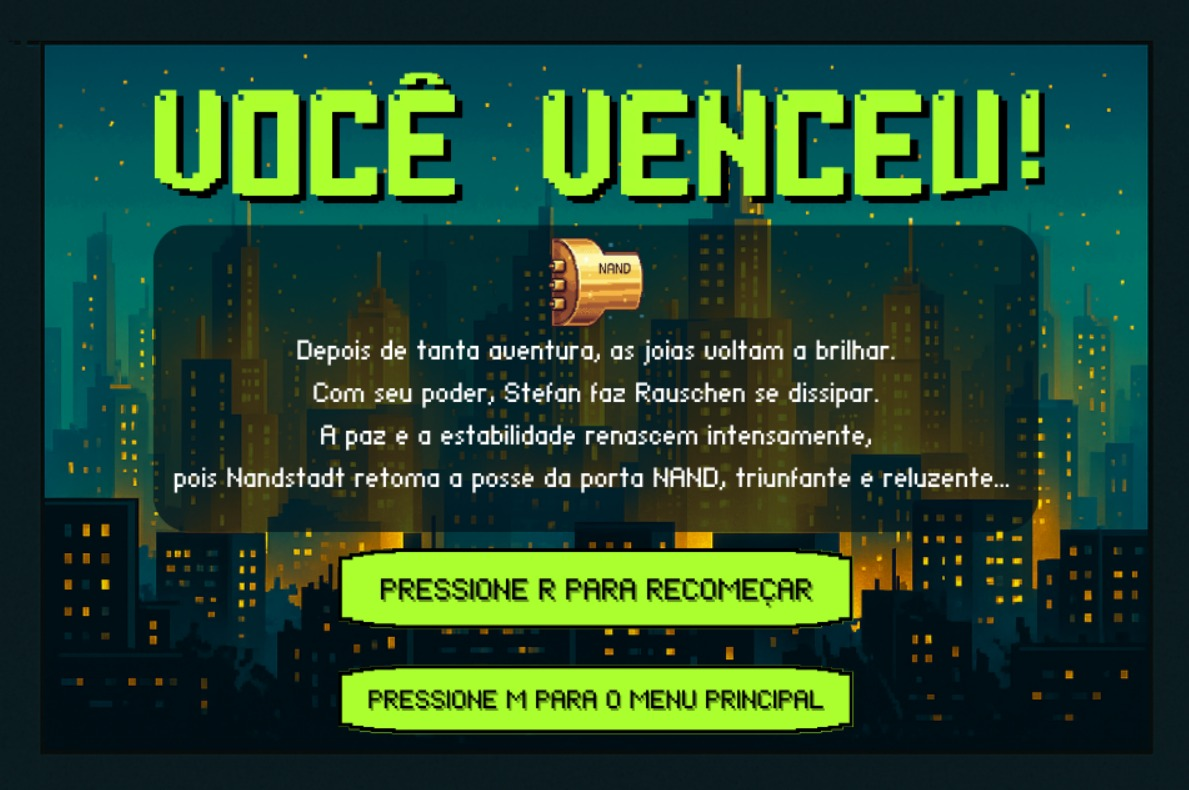 VOCÊ VENCEU!
NAND
Depois de tanta aventura, as joias voltam a brilhar.
Com seu poder, Stefan faz Rauschen se dissipar.
A paz e a estabilidade renascem intensamente,
pois Nandstadt retoma a posse da porta NAND, triunfante e reluzente...
PRESSIONE R PARA RECOMEÇAR
PRESSIONE M PARA O MENU PRINCIPAL